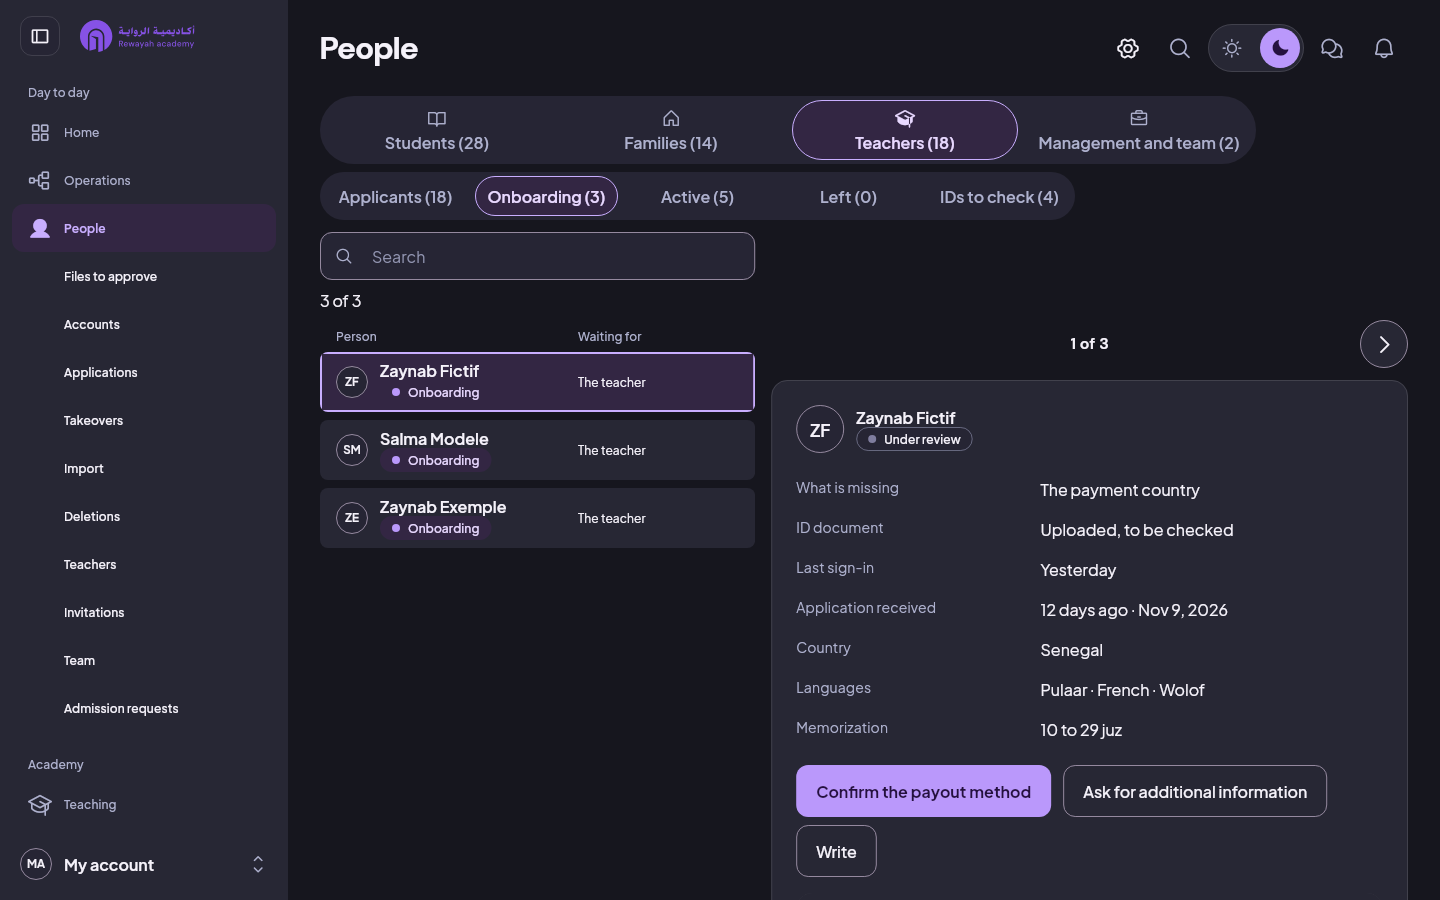 أكاديمية الرواية
Rewayah academy
Day to day
Home
Operations
People
Files to approve
Accounts
Applications
Takeovers
Import
Deletions
Teachers
Invitations
Team
Admission requests
Academy
Teaching
MA My account
People
Students (28) Families (14) Teachers (18) Management and team (2)
Applicants (18) Onboarding (3) Active (5) Left (0) IDs to check (4)
Search
3 of 3
Person Waiting for
ZF Zaynab Fictif
Onboarding
The teacher
SM Salma Modele
Onboarding
The teacher
ZE Zaynab Exemple
Onboarding
The teacher
1 of 3
ZF Zaynab Fictif
Under review
What is missing The payment country
ID document Uploaded, to be checked
Last sign-in Yesterday
Application received 12 days ago · Nov 9, 2026
Country Senegal
Languages Pulaar · French · Wolof
Memorization 10 to 29 juz
Confirm the payout method Ask for additional information
Write